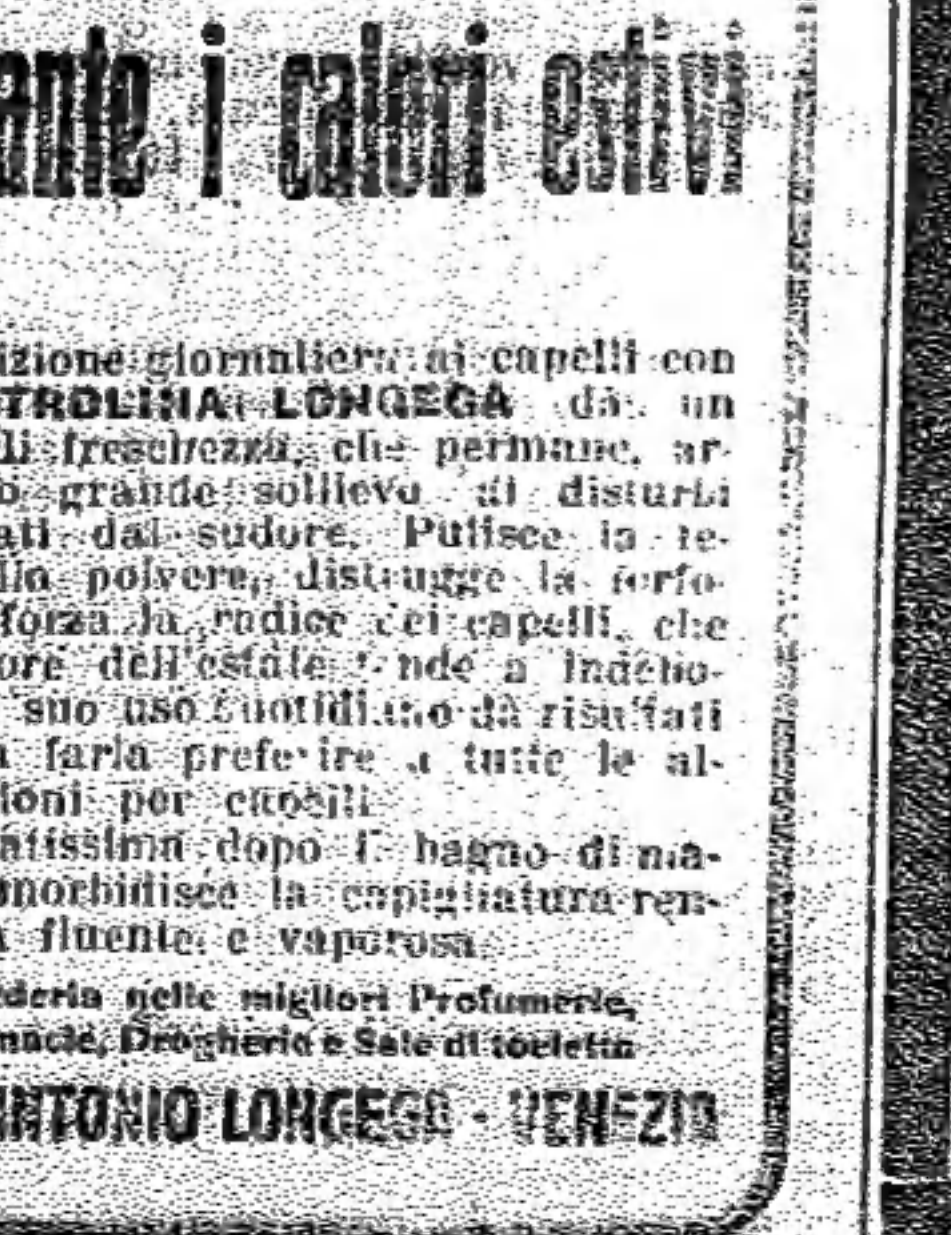 ante i calori estivi
izione giornaliera ai capelli con
TROLINA LONGEGA dà un
di freschezza, che permane, ar-
o grande sollievo ai disturbi
ati dal sudore. Pulisce la te-
lla polvere, distrugge la forfo-
forza la radice dei capelli, che
ore dell'estate tende a indebo-
suo uso quotidiano dà risultati
a farla preferire a tutte le al-
ioni per capelli
atissima dopo il bagno di ma-
morbidisce la capigliatura ren-
a fluente e vaporosa.
ederla nelle migliori Profumerie,
macie, Drogherie e Sale di toeletta
ANTONIO LONGEGA - VENEZIA